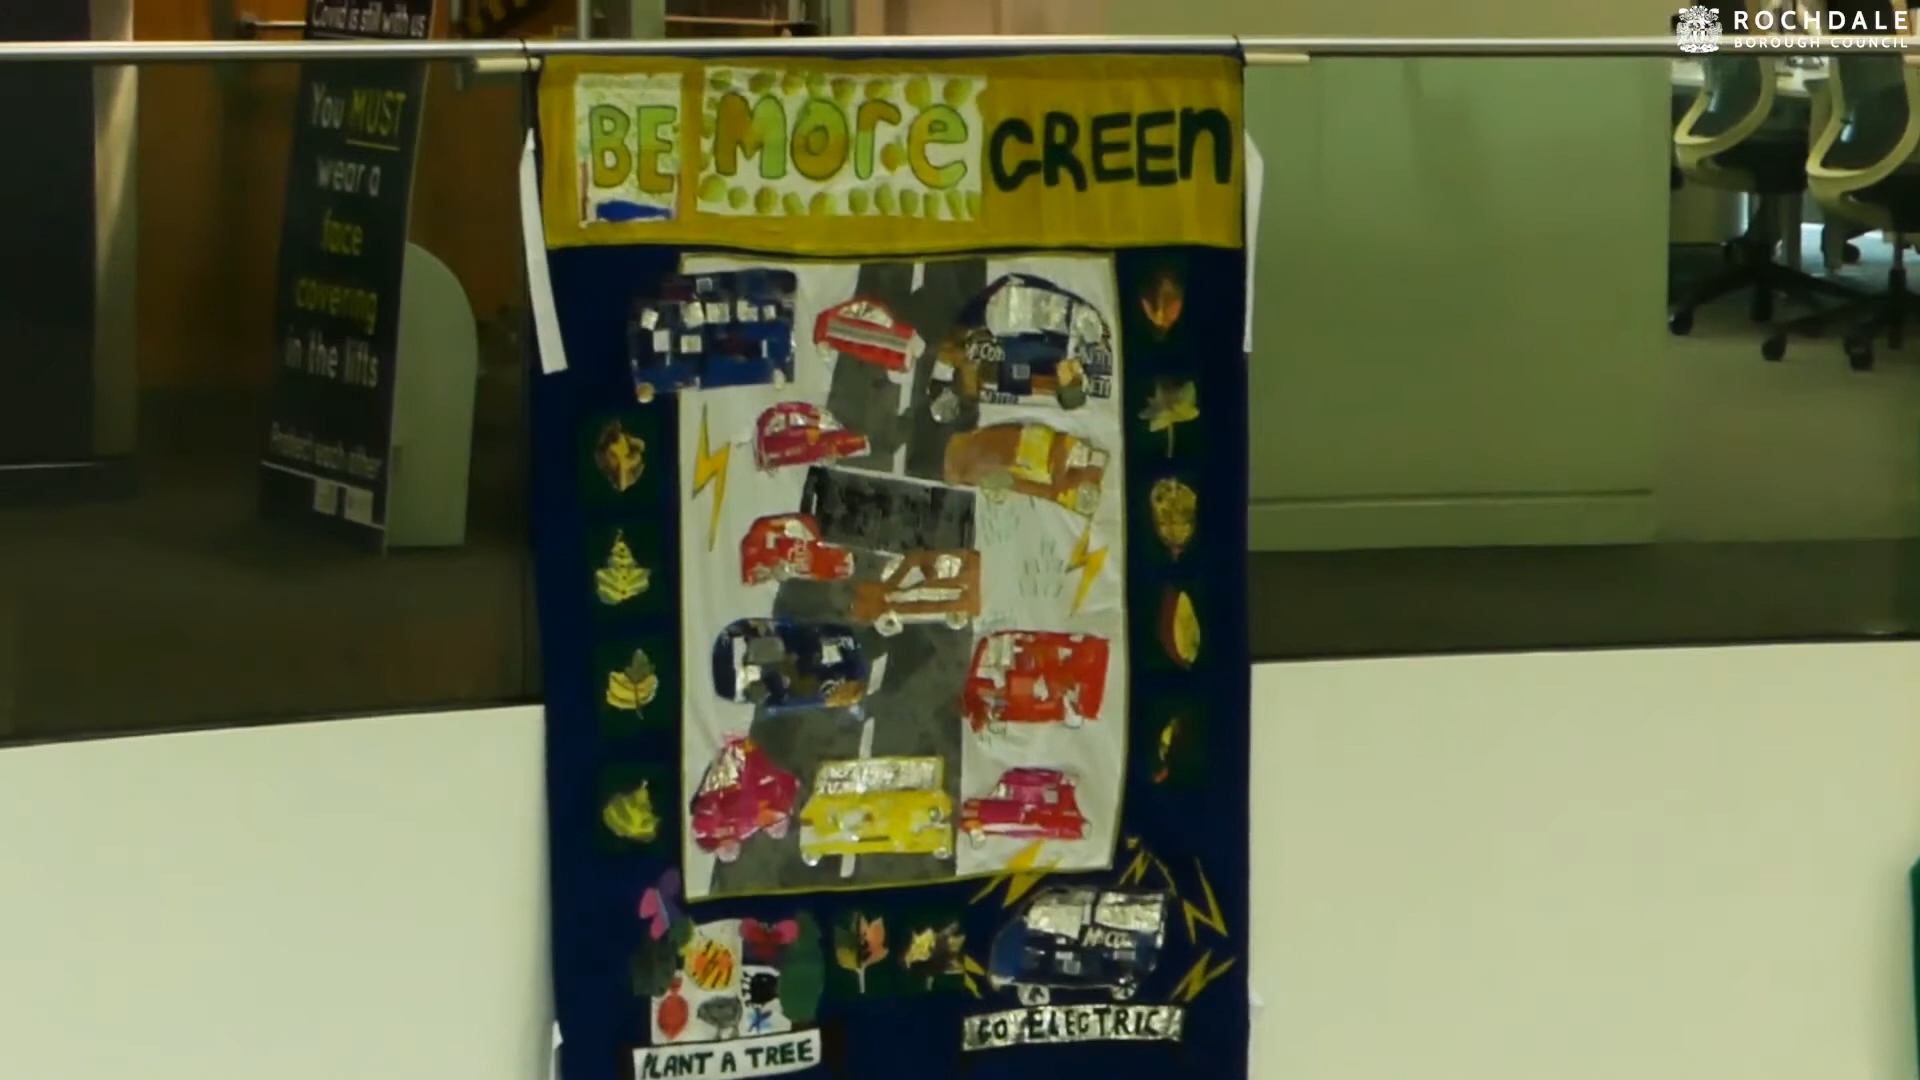 Covid is still with us
You MUST
wear a
face
covering
in the lifts
Protect each other
ROCHDALE
BOROUGH COUNCIL
BE MOrE GREEn
PLANT A TREE
GO ELECTRIC